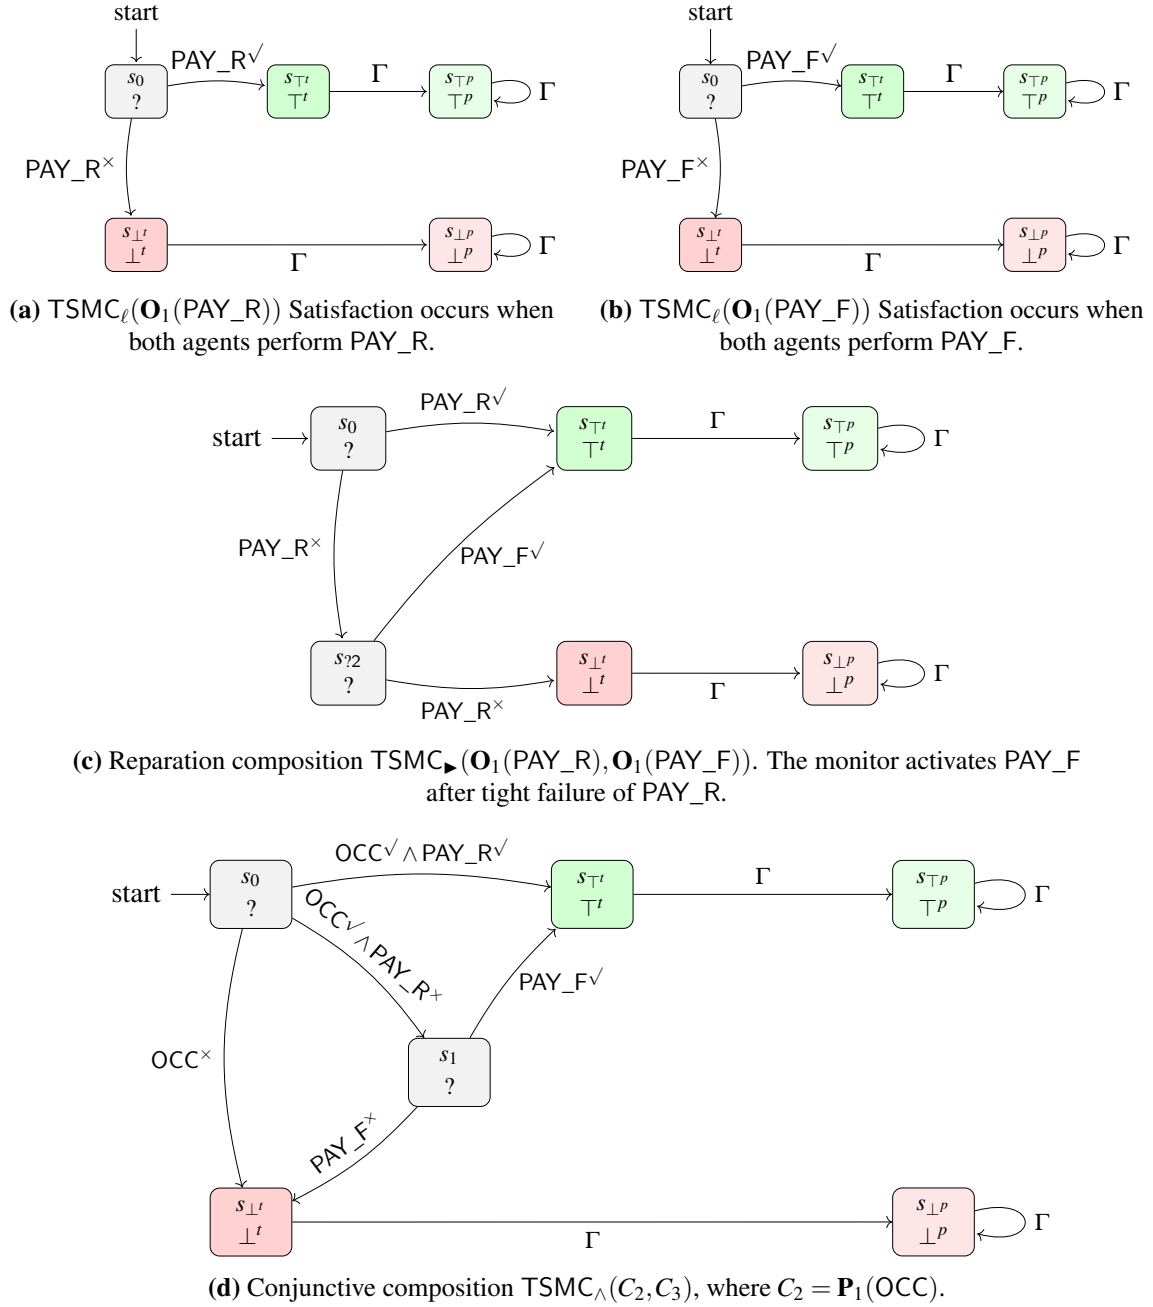 start
PAY_R✓
s₀
?
s⊤ᵗ
⊤ᵗ
Γ
s⊤ᵖ
⊤ᵖ
Γ
PAY_R×
s⊥ᵗ
⊥ᵗ
Γ
s⊥ᵖ
⊥ᵖ
Γ
(a) TSMCℓ(O₁(PAY_R)) Satisfaction occurs when
both agents perform PAY_R.
start
PAY_F✓
s₀
?
s⊤ᵗ
⊤ᵗ
Γ
s⊤ᵖ
⊤ᵖ
Γ
PAY_F×
s⊥ᵗ
⊥ᵗ
Γ
s⊥ᵖ
⊥ᵖ
Γ
(b) TSMCℓ(O₁(PAY_F)) Satisfaction occurs when
both agents perform PAY_F.
start
s₀
?
PAY_R✓
s⊤ᵗ
⊤ᵗ
Γ
s⊤ᵖ
⊤ᵖ
Γ
PAY_R×
PAY_F✓
s?₂
?
PAY_R×
s⊥ᵗ
⊥ᵗ
Γ
s⊥ᵖ
⊥ᵖ
Γ
(c) Reparation composition TSMC▶(O₁(PAY_R), O₁(PAY_F)). The monitor activates PAY_F
after tight failure of PAY_R.
start
s₀
?
OCC✓ ∧ PAY_R✓
s⊤ᵗ
⊤ᵗ
Γ
s⊤ᵖ
⊤ᵖ
Γ
OCC✓ ∧ PAY_R×
PAY_F✓
OCC×
s₁
?
PAY_F×
s⊥ᵗ
⊥ᵗ
Γ
s⊥ᵖ
⊥ᵖ
Γ
(d) Conjunctive composition TSMC∧(C₂, C₃), where C₂ = P₁(OCC).